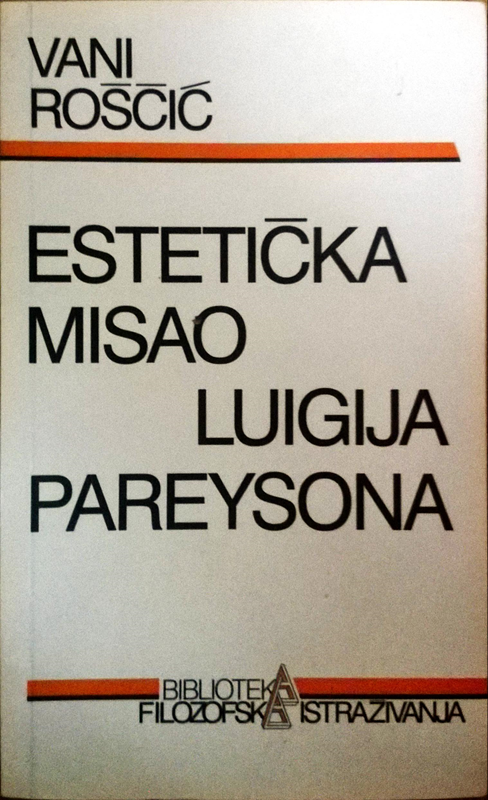 VANI
ROŠČIĆ
ESTETIČKA
MISAO
LUIGIJA
PAREYSONA
BIBLIOTEKA
FILOZOFSKA ISTRAŽIVANJA